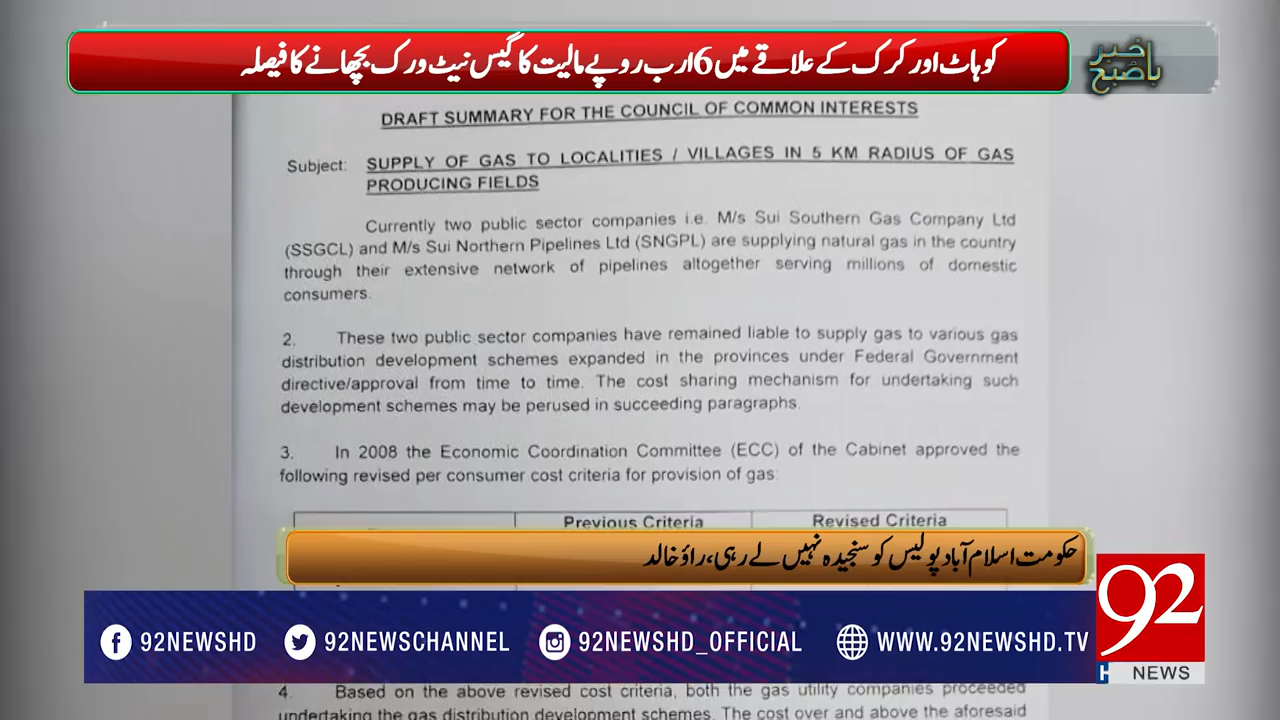 کوہاٹ اور کرک کے علاقے میں 6 ارب روپے مالیت کا گیس نیٹ ورک بچھانے کا فیصلہ
باخبر صبح
DRAFT SUMMARY FOR THE COUNCIL OF COMMON INTERESTS
Subject: SUPPLY OF GAS TO LOCALITIES / VILLAGES IN 5 KM RADIUS OF GAS
PRODUCING FIELDS
Currently two public sector companies i.e. M/s Sui Southern Gas Company Ltd
(SSGCL) and M/s Sui Northern Pipelines Ltd (SNGPL) are supplying natural gas in the country
through their extensive network of pipelines altogether serving millions of domestic
consumers.
2. These two public sector companies have remained liable to supply gas to various gas
distribution development schemes expanded in the provinces under Federal Government
directive/approval from time to time. The cost sharing mechanism for undertaking such
development schemes may be perused in succeeding paragraphs.
3. In 2008 the Economic Coordination Committee (ECC) of the Cabinet approved the
following revised per consumer cost criteria for provision of gas:
Previous Criteria Revised Criteria
حکومت اسلام آباد پولیس کو سنجیدہ نہیں لے رہی، راؤ خالد
92NEWSHD 92NEWSCHANNEL 92NEWSHD_OFFICIAL WWW.92NEWSHD.TV
92
H NEWS
4. Based on the above revised cost criteria, both the gas utility companies proceeded
undertaking the gas distribution development schemes. The cost over and above the aforesaid